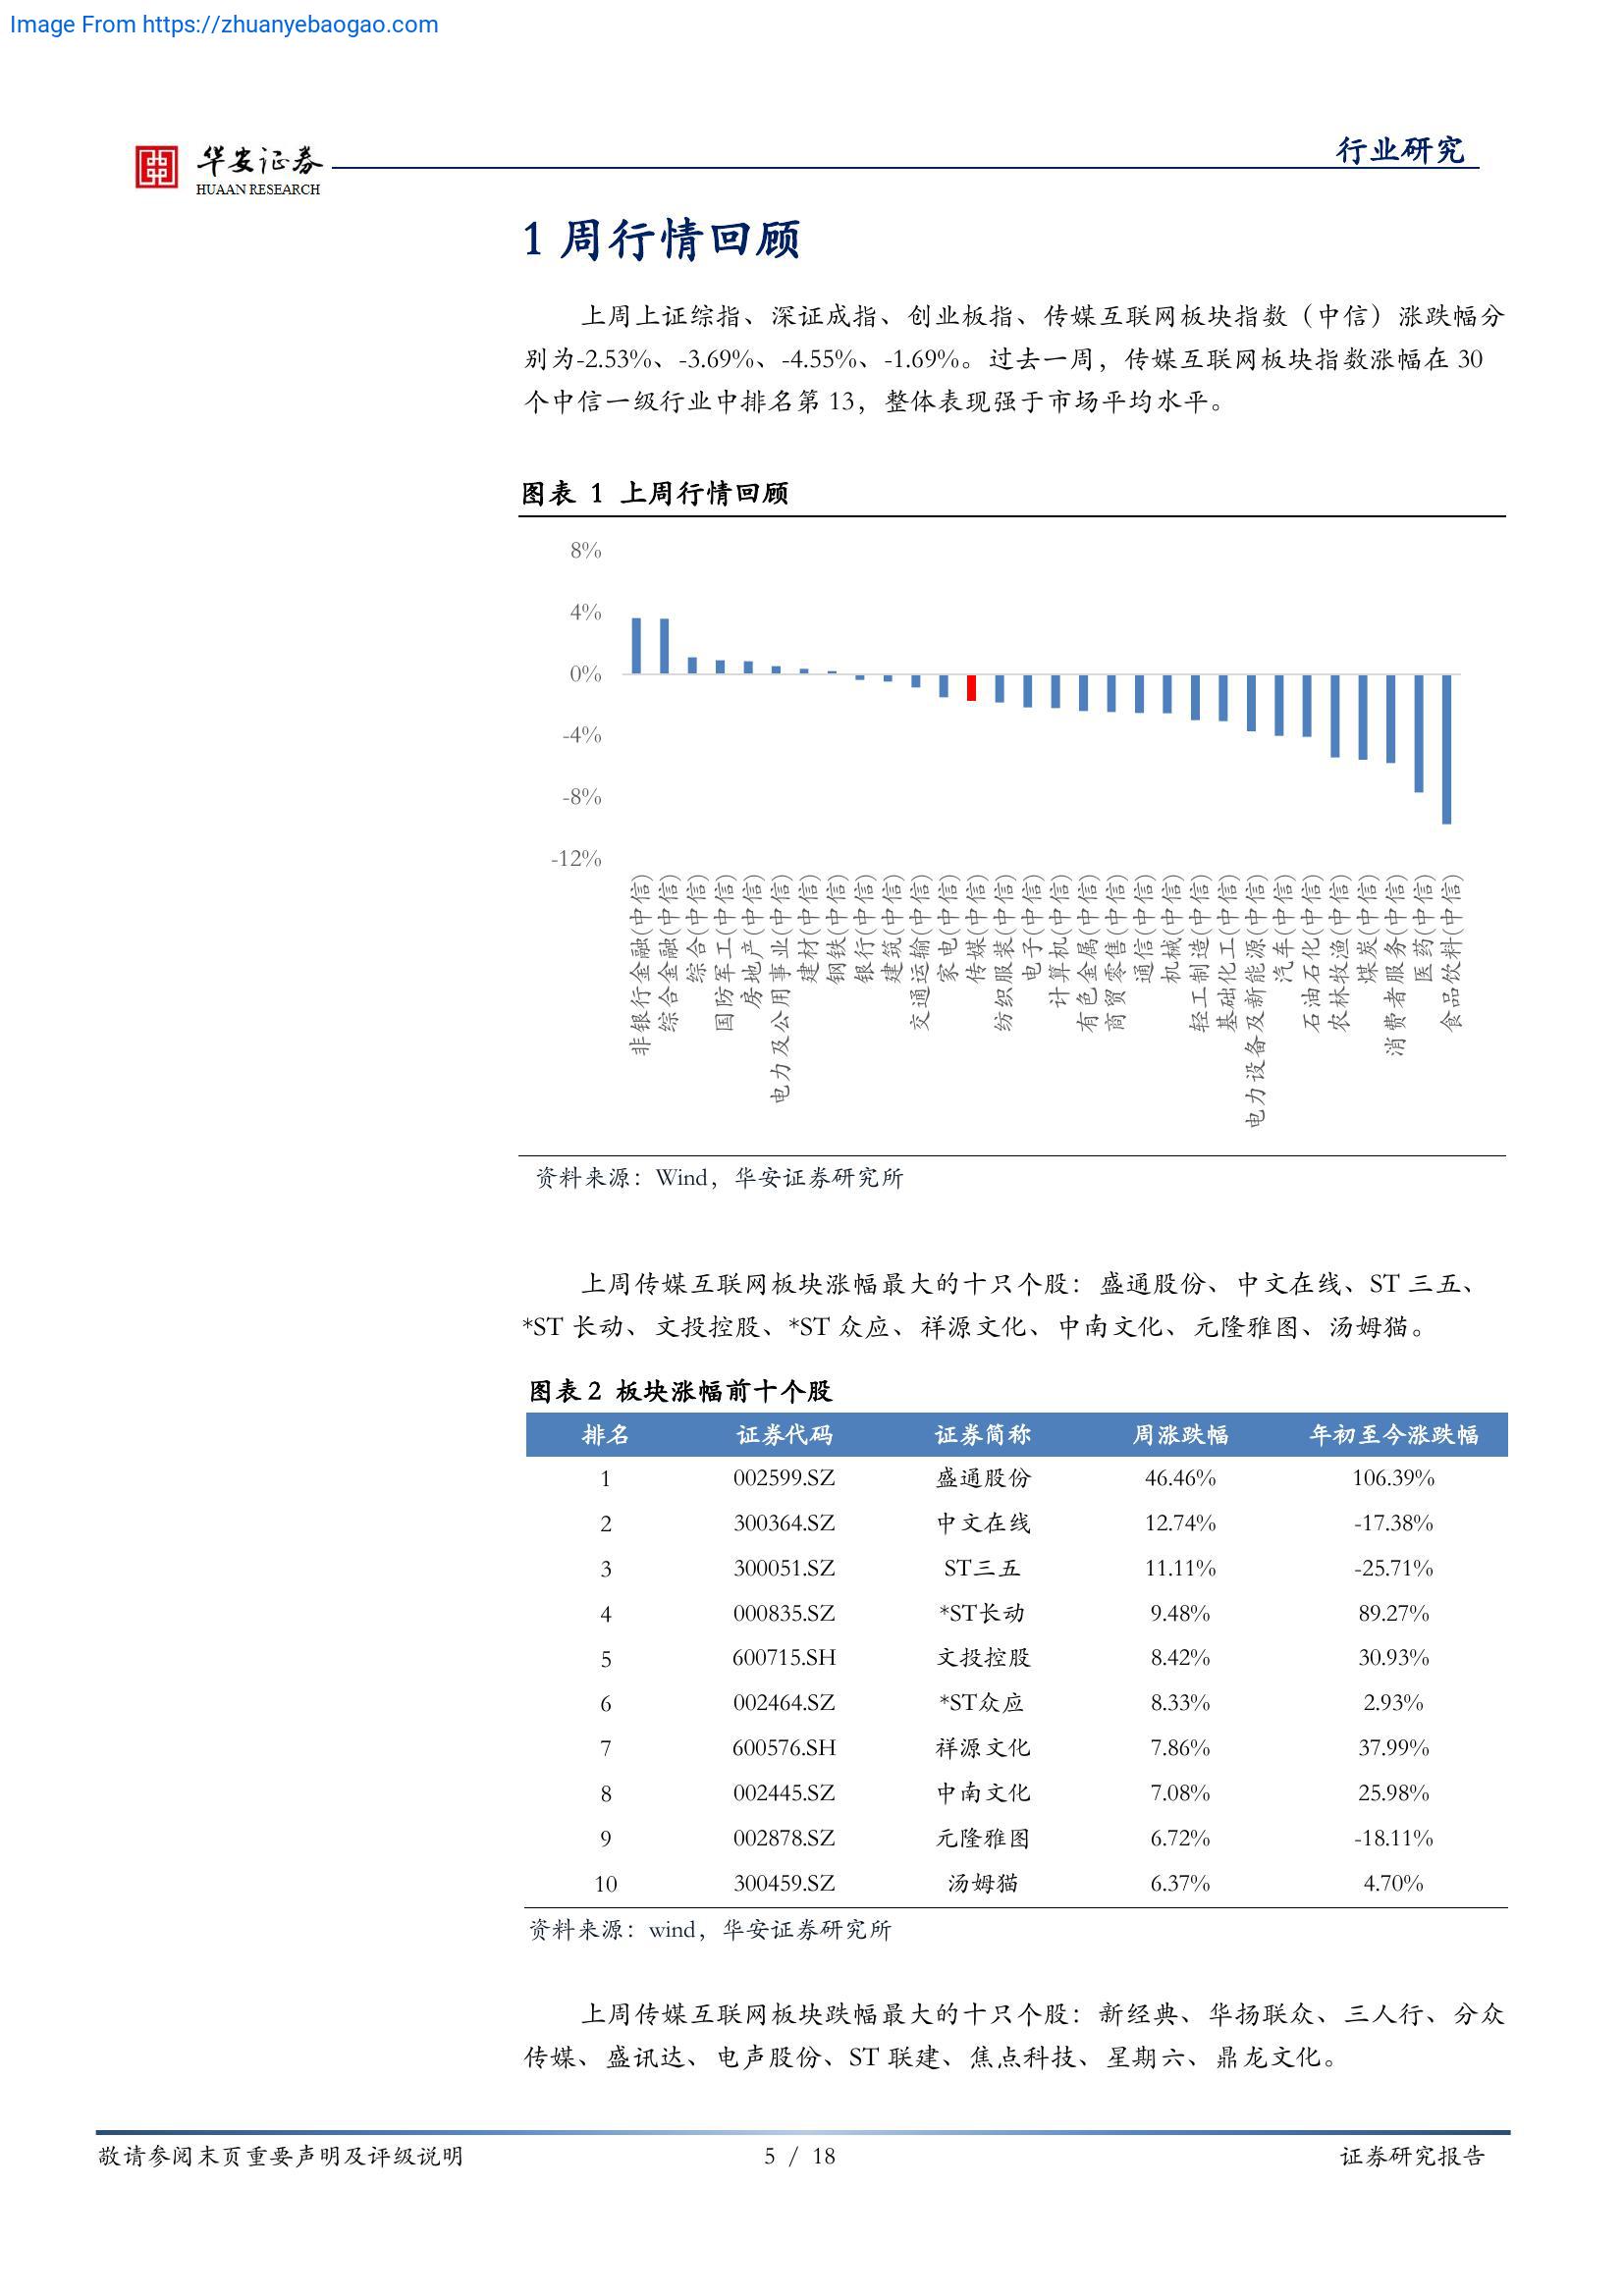 Image From https://zhuanyebaogao.com
华安证券
HUAAN RESEARCH
行业研究
1 周行情回顾
上周上证综指、深证成指、创业板指、传媒互联网板块指数（中信）涨跌幅分
别为-2.53%、-3.69%、-4.55%、-1.69%。过去一周，传媒互联网板块指数涨幅在 30
个中信一级行业中排名第 13，整体表现强于市场平均水平。
图表 1 上周行情回顾
8%
4%
0%
-4%
-8%
-12%
非银行金融(中信)
综合金融(中信)
综合(中信)
国防军工(中信)
房地产(中信)
电力及公用事业(中信)
建材(中信)
钢铁(中信)
银行(中信)
建筑(中信)
交通运输(中信)
家电(中信)
传媒(中信)
纺织服装(中信)
电子(中信)
计算机(中信)
有色金属(中信)
商贸零售(中信)
通信(中信)
机械(中信)
轻工制造(中信)
基础化工(中信)
电力设备及新能源(中信)
汽车(中信)
石油石化(中信)
农林牧渔(中信)
煤炭(中信)
消费者服务(中信)
医药(中信)
食品饮料(中信)
资料来源：Wind，华安证券研究所
上周传媒互联网板块涨幅最大的十只个股：盛通股份、中文在线、ST 三五、
*ST 长动、文投控股、*ST 众应、祥源文化、中南文化、元隆雅图、汤姆猫。
图表 2 板块涨幅前十个股
排名 证券代码 证券简称 周涨跌幅 年初至今涨跌幅
1 002599.SZ 盛通股份 46.46% 106.39%
2 300364.SZ 中文在线 12.74% -17.38%
3 300051.SZ ST三五 11.11% -25.71%
4 000835.SZ *ST长动 9.48% 89.27%
5 600715.SH 文投控股 8.42% 30.93%
6 002464.SZ *ST众应 8.33% 2.93%
7 600576.SH 祥源文化 7.86% 37.99%
8 002445.SZ 中南文化 7.08% 25.98%
9 002878.SZ 元隆雅图 6.72% -18.11%
10 300459.SZ 汤姆猫 6.37% 4.70%
资料来源：wind，华安证券研究所
上周传媒互联网板块跌幅最大的十只个股：新经典、华扬联众、三人行、分众
传媒、盛讯达、电声股份、ST 联建、焦点科技、星期六、鼎龙文化。
敬请参阅末页重要声明及评级说明 5 / 18 证券研究报告